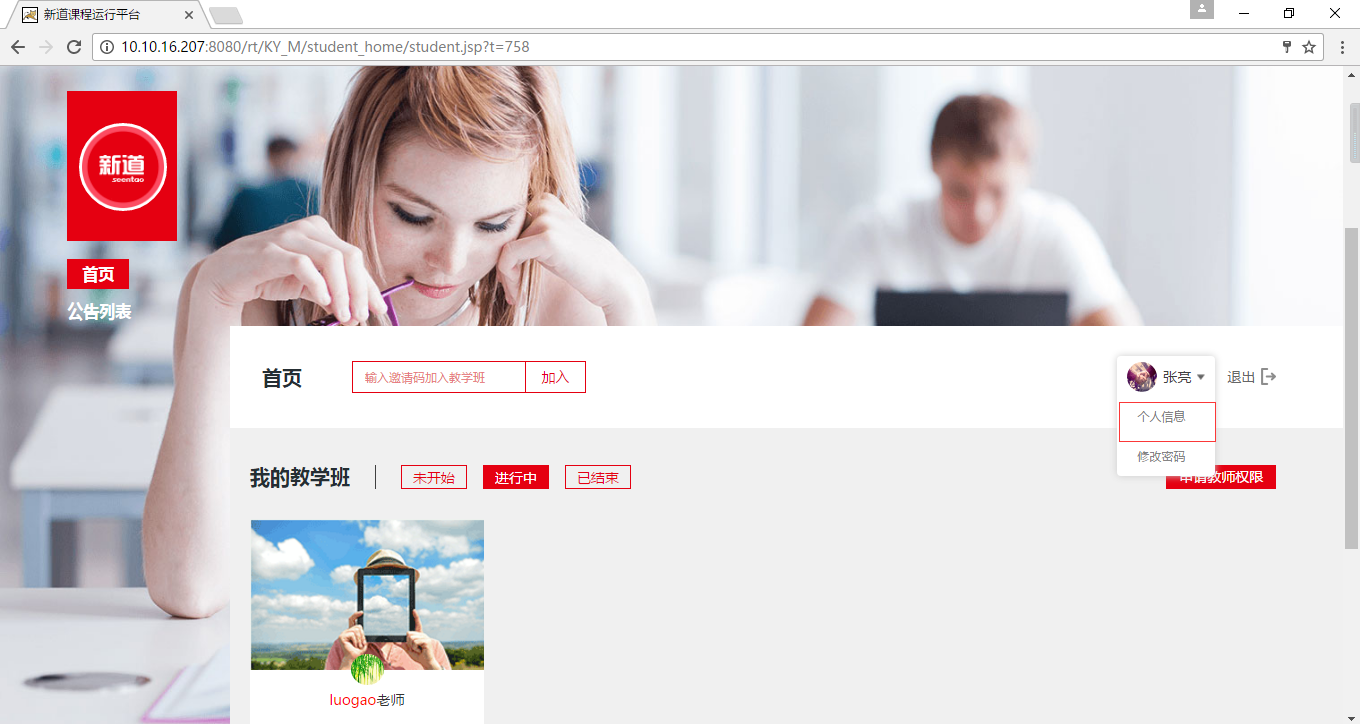 新道课程运行平台
10.10.16.207:8080/rt/KY_M/student_home/student.jsp?t=758
新道
seentao
首页
公告列表
首页
输入邀请码加入教学班
加入
张亮
退出
个人信息
修改密码
我的教学班
未开始
进行中
已结束
申请教师权限
luogao老师